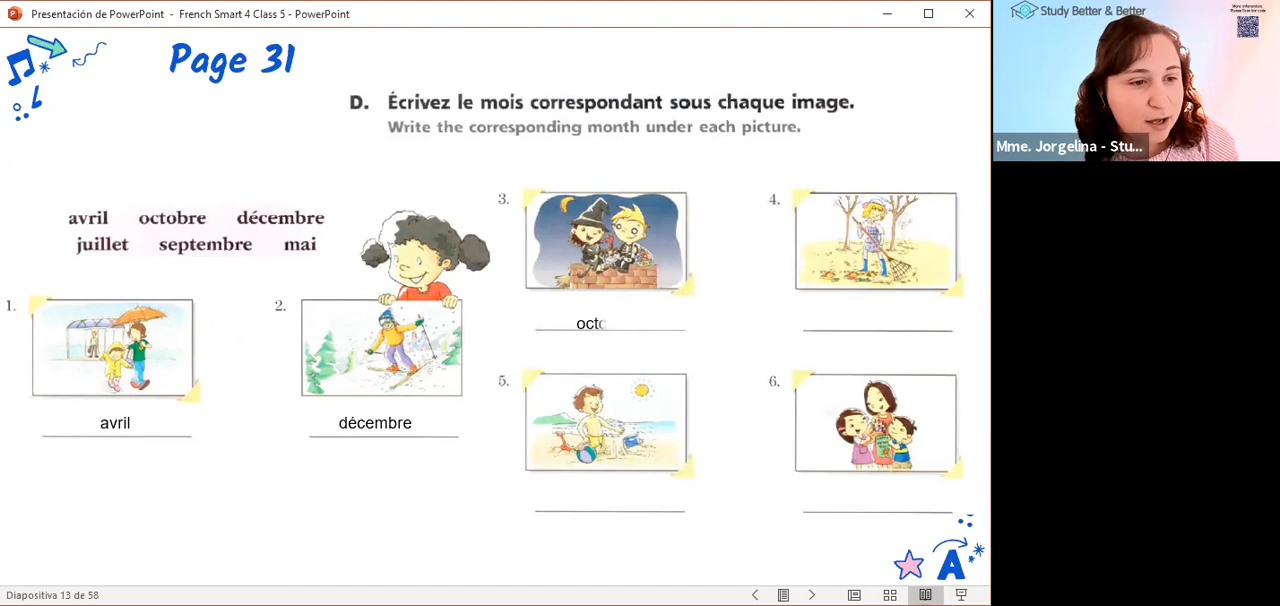 Presentación de PowerPoint - French Smart 4 Class 5 - PowerPoint
Study Better & Better
Mme. Jorgelina - Stu...
Page 31
D. Écrivez le mois correspondant sous chaque image.
Write the corresponding month under each picture.
avril octobre décembre
juillet septembre mai
1.
avril
2.
décembre
3.
octo
4.
5.
6.
A
Diapositiva 13 de 58